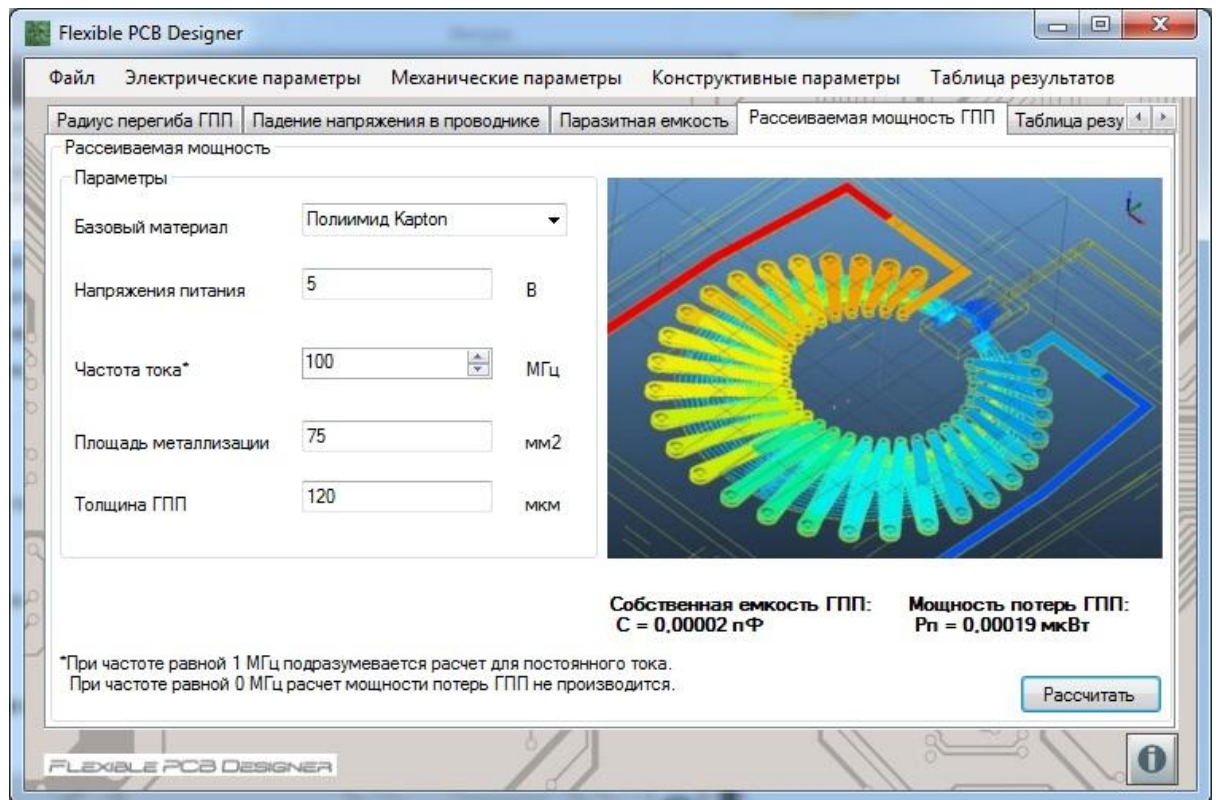 Flexible PCB Designer
Файл Электрические параметры Механические параметры Конструктивные параметры Таблица результатов
Радиус перегиба ГПП Падение напряжения в проводнике Паразитная емкость Рассеиваемая мощность ГПП Таблица резу
Рассеиваемая мощность
Параметры
Базовый материал Полиимид Kapton
Напряжения питания 5 В
Частота тока* 100 МГц
Площадь металлизации 75 мм2
Толщина ГПП 120 мкм
Собственная емкость ГПП: Мощность потерь ГПП:
C = 0,00002 пФ Рп = 0,00019 мкВт
*При частоте равной 1 МГц подразумевается расчет для постоянного тока.
При частоте равной 0 МГц расчет мощности потерь ГПП не производится.
Рассчитать
FLEXIBLE PCB DESIGNER